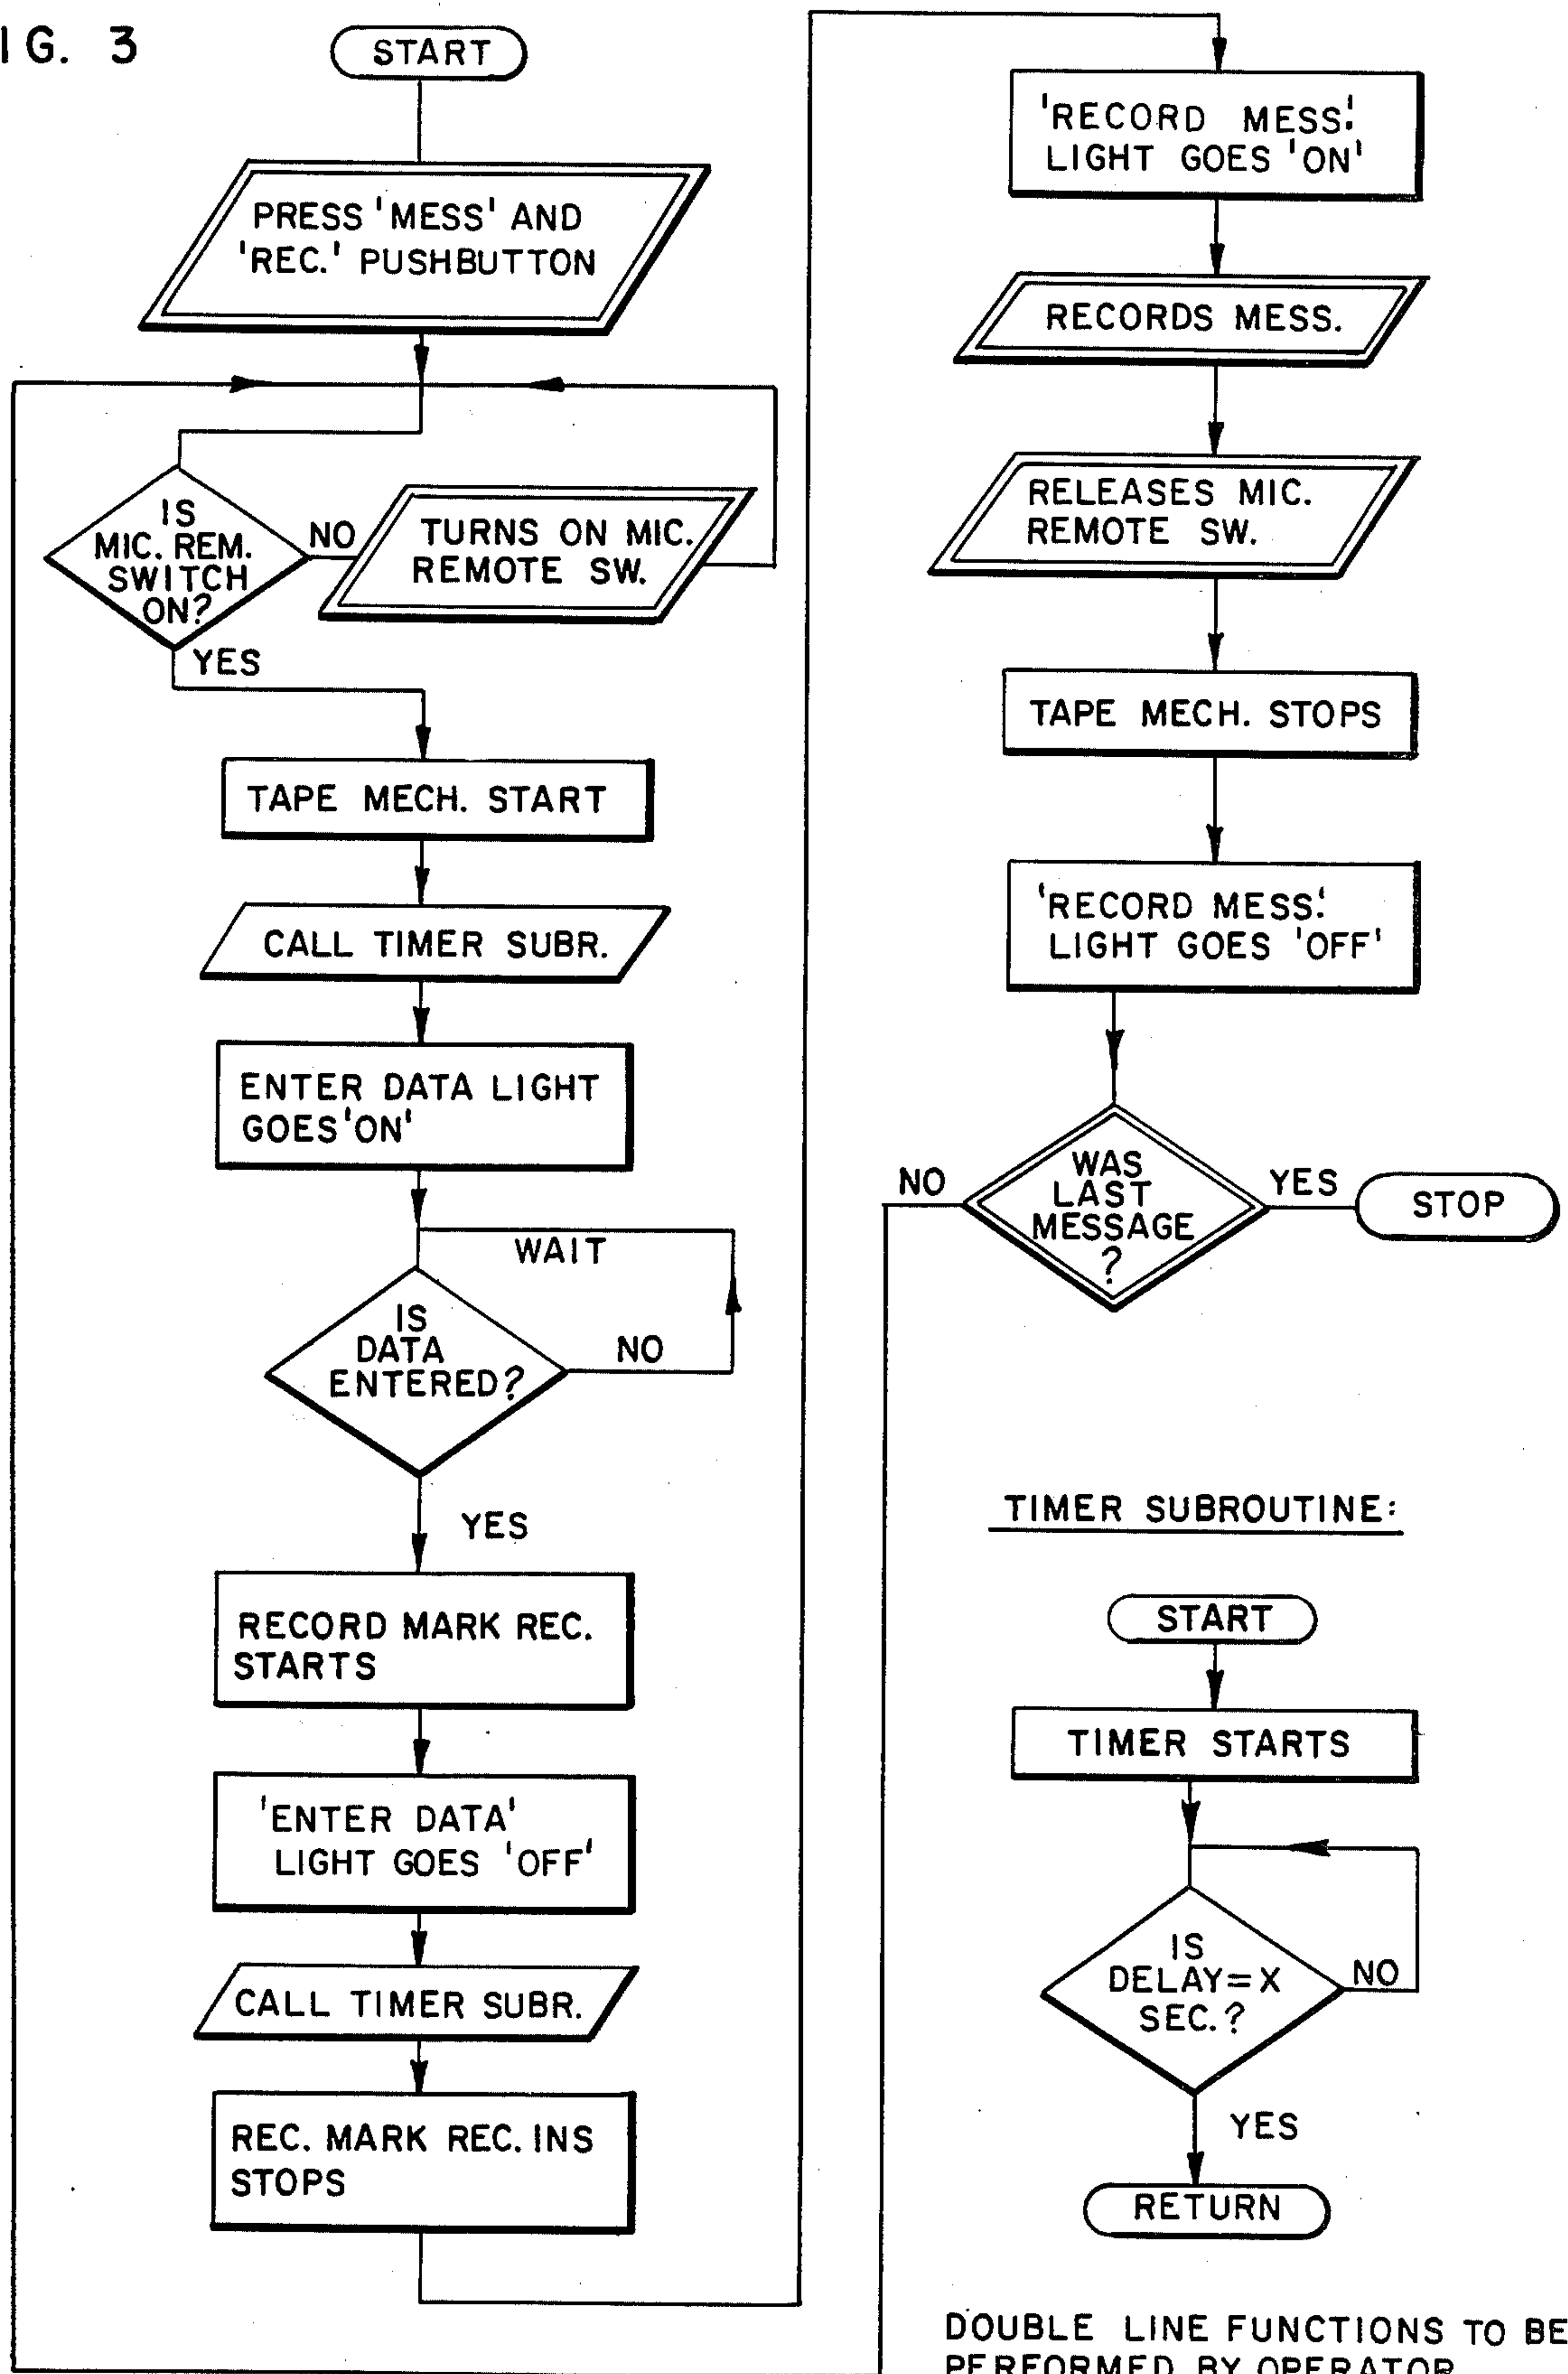 IG. 3
START
PRESS 'MESS' AND
'REC.' PUSHBUTTON
IS
MIC. REM.
SWITCH
ON?
NO
TURNS ON MIC.
REMOTE SW.
YES
TAPE MECH. START
CALL TIMER SUBR.
ENTER DATA LIGHT
GOES 'ON'
WAIT
IS
DATA
ENTERED?
NO
YES
RECORD MARK REC.
STARTS
'ENTER DATA'
LIGHT GOES 'OFF'
CALL TIMER SUBR.
REC. MARK REC. INS
STOPS
'RECORD MESS.'
LIGHT GOES 'ON'
RECORDS MESS.
RELEASES MIC.
REMOTE SW.
TAPE MECH. STOPS
'RECORD MESS.'
LIGHT GOES 'OFF'
NO
WAS
LAST
MESSAGE
?
YES
STOP
TIMER SUBROUTINE:
START
TIMER STARTS
IS
DELAY=X
SEC.?
NO
YES
RETURN
DOUBLE LINE FUNCTIONS TO BE
PERFORMED BY OPERATOR